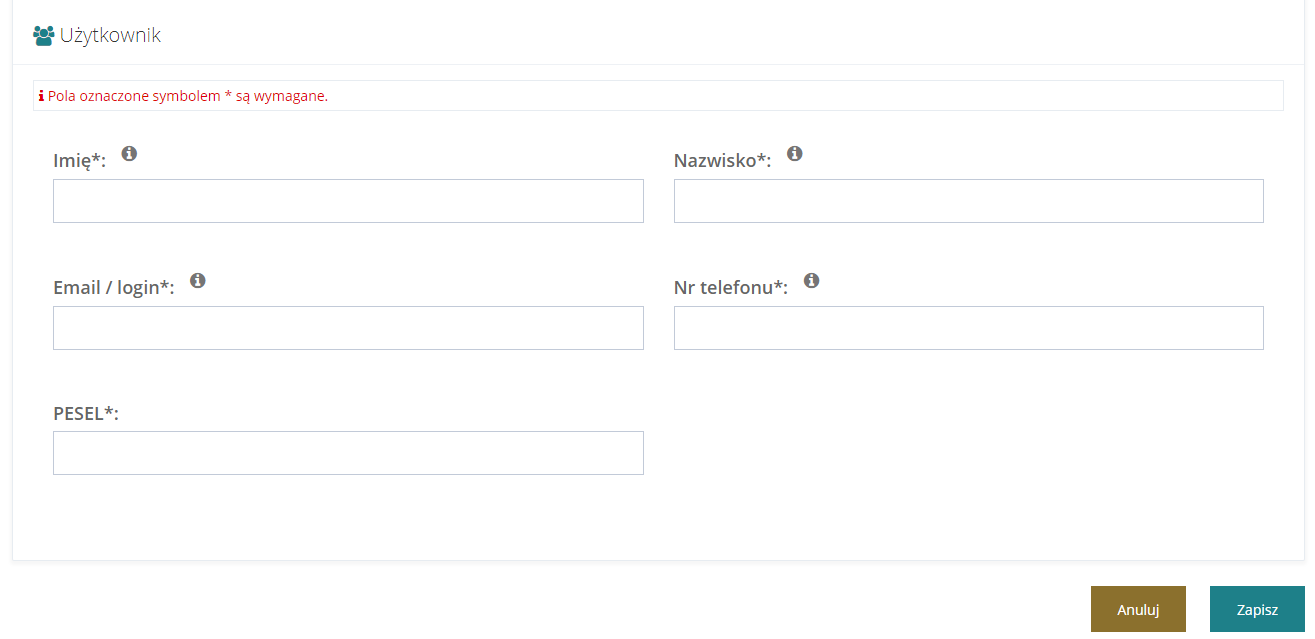 Użytkownik
Pola oznaczone symbolem * są wymagane.
Imię*:
Nazwisko*:
Email / login*:
Nr telefonu*:
PESEL*:
Anuluj
Zapisz